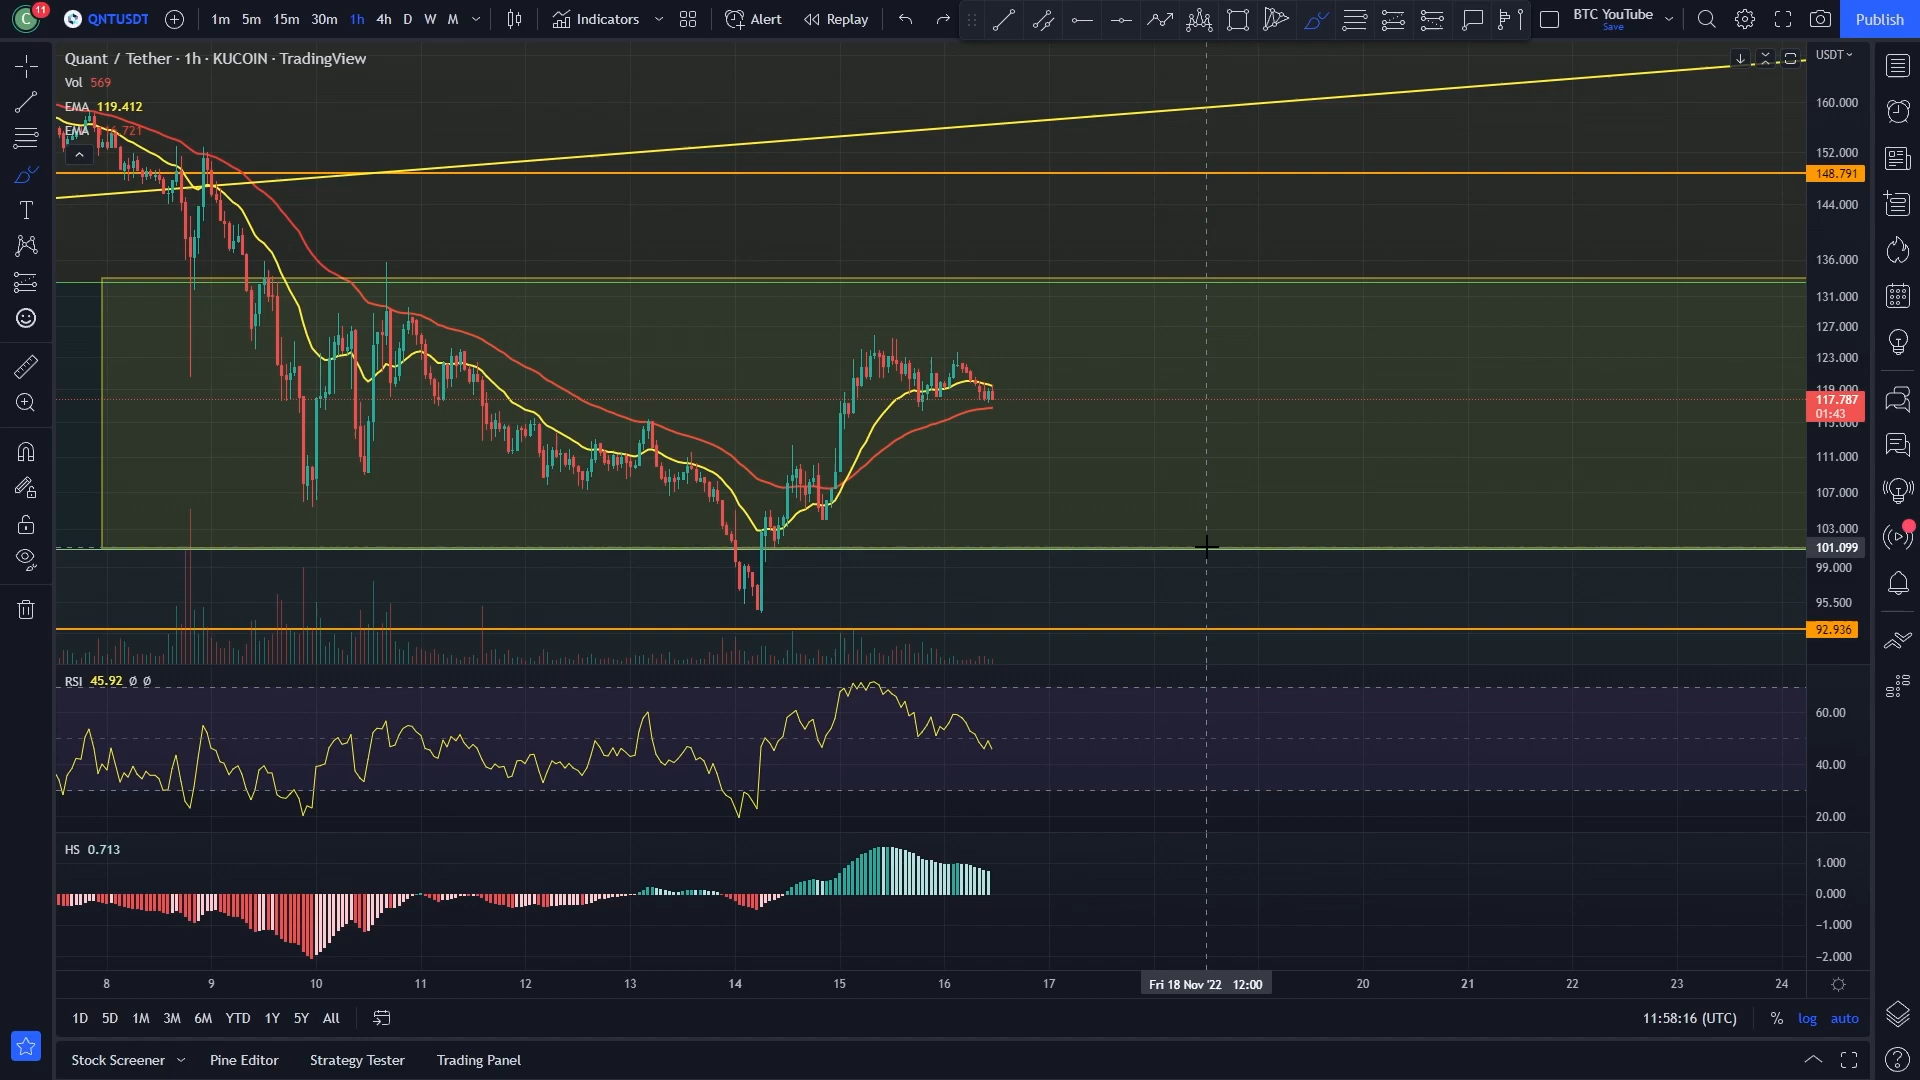 C 11 QNTUSDT 1m 5m 15m 30m 1h 4h D W M Indicators Alert Replay BTC YouTube Save Publish
Quant / Tether · 1h · KUCOIN · TradingView
USDT
Vol 569
EMA 119.412
EMA
160.000
152.000
148.791
144.000
136.000
131.000
127.000
123.000
119.000
117.787
01:43
115.000
111.000
107.000
103.000
101.099
99.000
95.500
92.936
RSI 45.92 Ø Ø
60.00
40.00
20.00
HS 0.713
1.000
0.000
−1.000
−2.000
8 9 10 11 12 13 14 15 16 17 Fri 18 Nov '22 12:00 20 21 22 23 24
1D 5D 1M 3M 6M YTD 1Y 5Y All 11:58:16 (UTC) % log auto
Stock Screener Pine Editor Strategy Tester Trading Panel